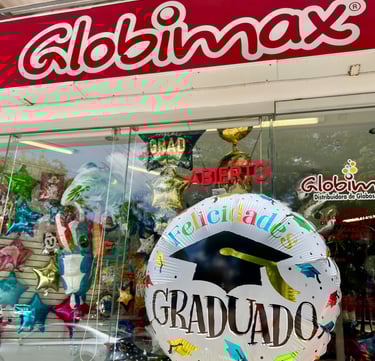 Globimax®
GRAD
ABIERTO
Globimax
Distribuidora de Globos
Felicidades
GRADUADO